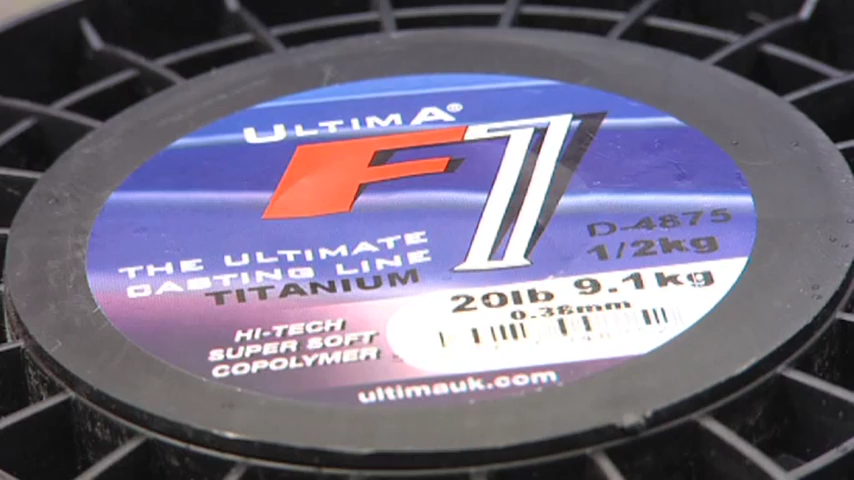 ULTIMA®
F1
THE ULTIMATE
CASTING LINE
TITANIUM
D-4875
1/2kg
20lb 9.1kg
0.38mm
HI-TECH
SUPER SOFT
COPOLYMER
ultimauk.com